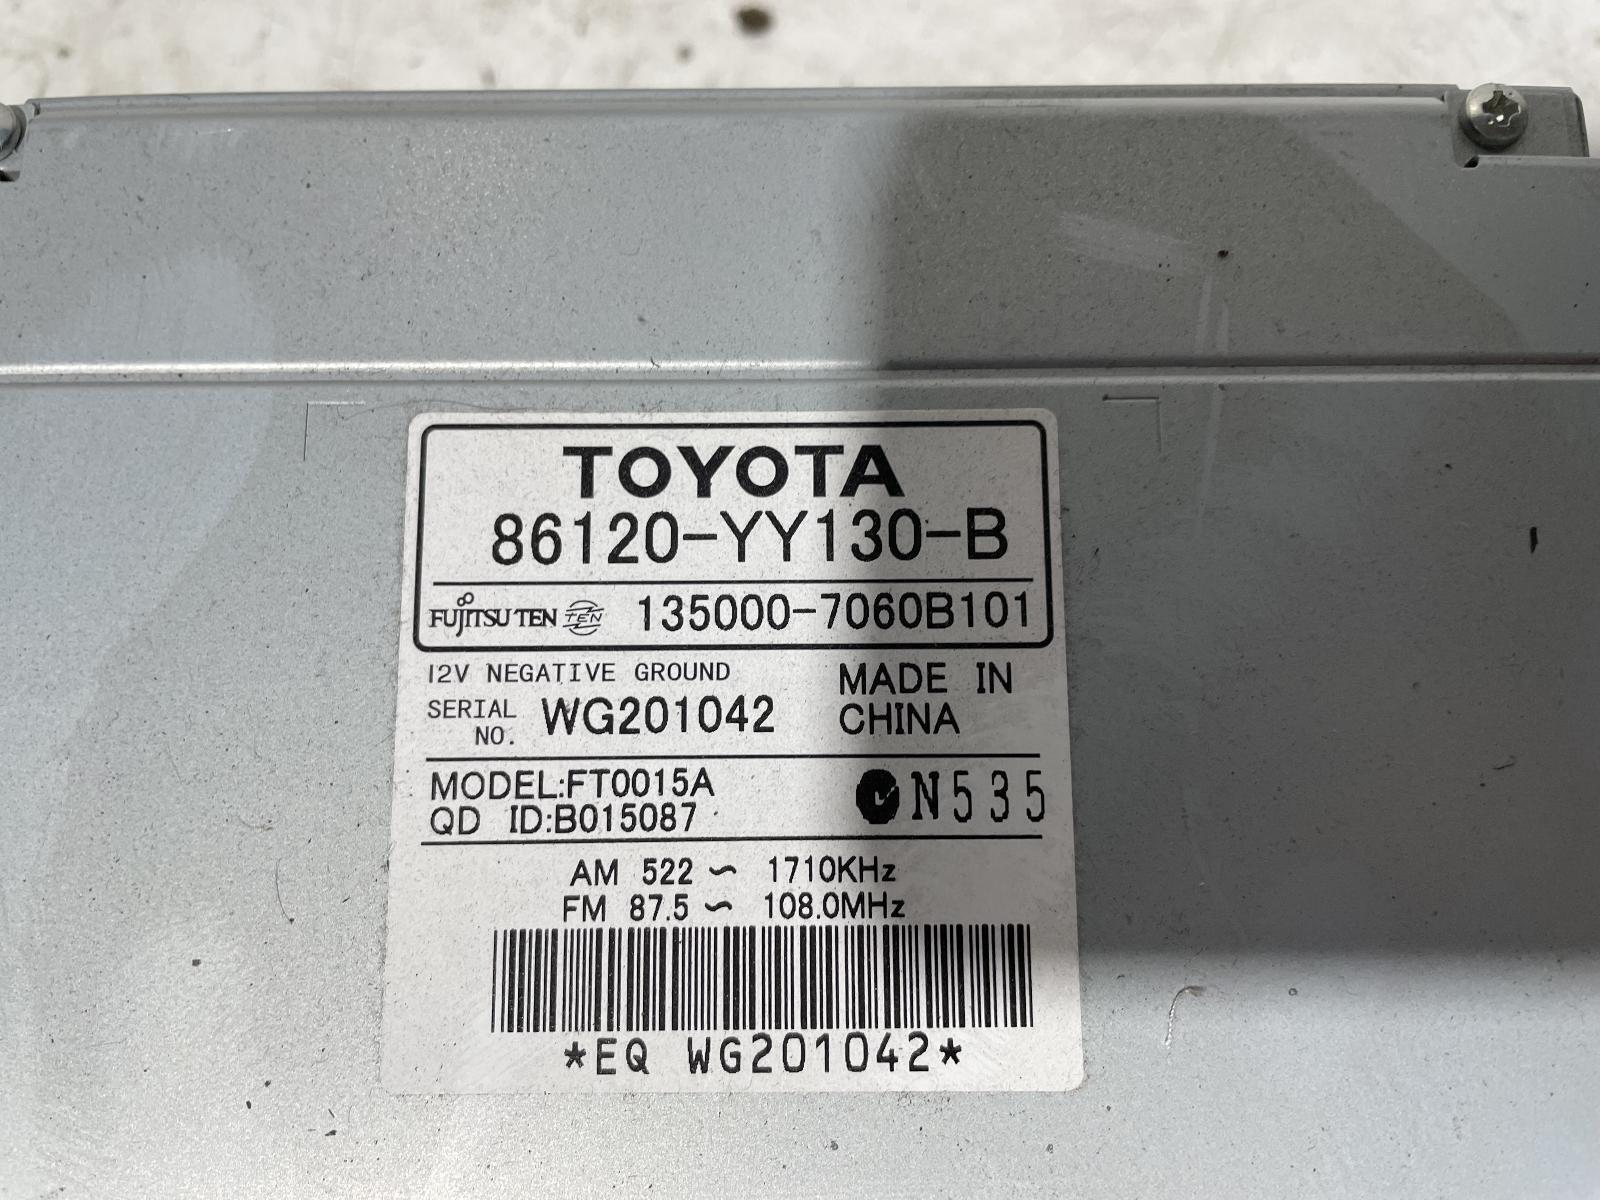 TOYOTA
86120-YY130-B
FUJITSU TEN TEN 135000-7060B101
12V NEGATIVE GROUND
SERIAL NO. WG201042
MADE IN
CHINA
MODEL:FT0015A
QD ID:B015087
N535
AM 522 ~ 1710KHz
FM 87.5 ~ 108.0MHz
*EQ WG201042*